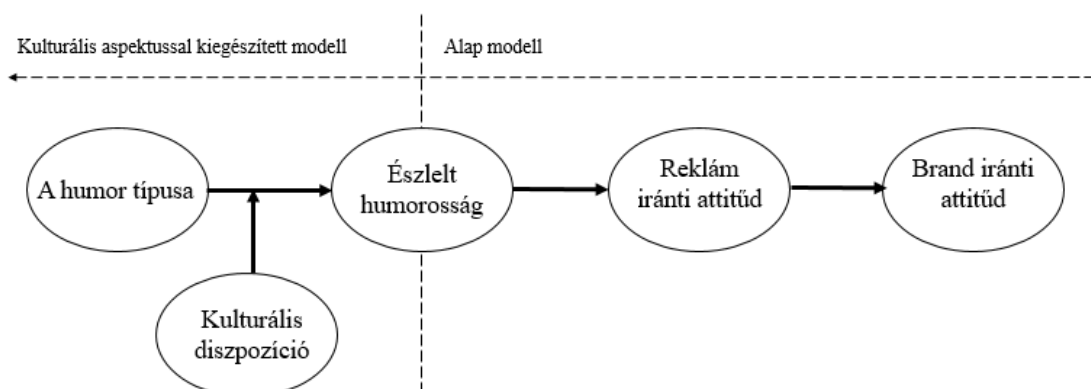 Kulturális aspektussal kiegészített modell
Alap modell
A humor típusa
Észlelt
humorosság
Reklám
iránti attitűd
Brand iránti
attitűd
Kulturális
diszpozíció